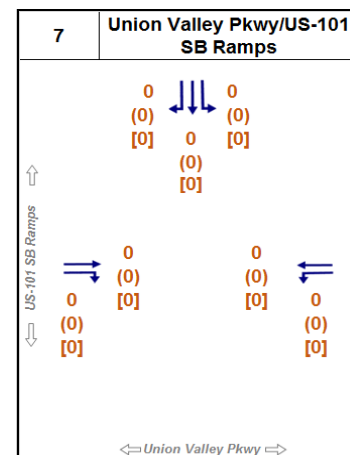 7
Union Valley Pkwy/US-101
SB Ramps
0 0
(0) (0)
[0] 0 [0]
(0)
[0]
US-101 SB Ramps
0 0
(0) (0)
0 [0] [0] 0
(0) (0)
[0] [0]
Union Valley Pkwy